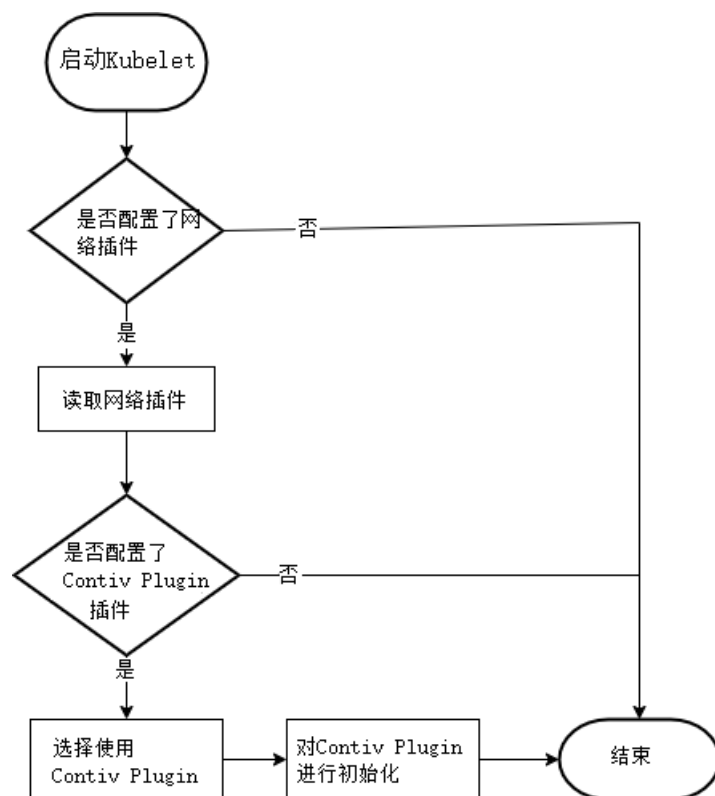 启动Kubelet
是否配置了网
络插件
否
是
读取网络插件
是否配置了
Contiv Plugin
插件
否
是
选择使用
Contiv Plugin
对Contiv Plugin
进行初始化
结束